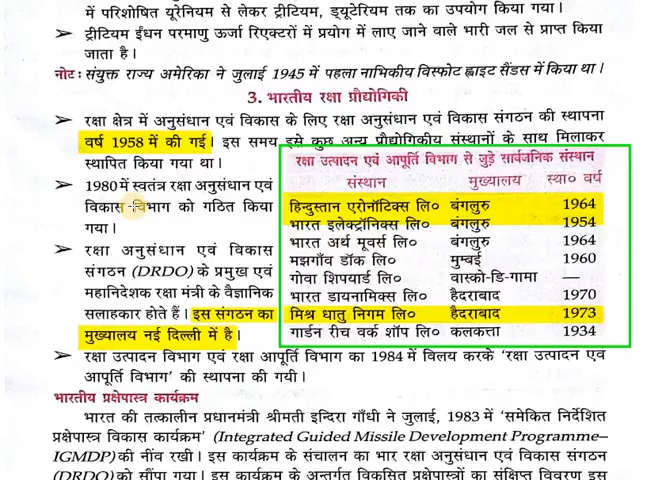 में परिशोधित यूरेनियम से लेकर ट्रीटियम, ड्यूटेरियम तक का उपयोग किया गया।
➢ ट्रीटियम ईंधन परमाणु ऊर्जा रिएक्टरों में प्रयोग में लाए जाने वाले भारी जल से प्राप्त किया
जाता है।
नोट: संयुक्त राज्य अमेरिका ने जुलाई 1945 में पहला नाभिकीय विस्फोट ह्वाइट सैंडस में किया था।
3. भारतीय रक्षा प्रौद्योगिकी
➢ रक्षा क्षेत्र में अनुसंधान एवं विकास के लिए रक्षा अनुसंधान एवं विकास संगठन की स्थापना
वर्ष 1958 में की गई। इस समय इसे कुछ अन्य प्रौद्योगिकीय संस्थानों के साथ मिलाकर
स्थापित किया गया था।
➢ 1980 में स्वतंत्र रक्षा अनुसंधान एवं
विकास-विभाग को गठित किया
गया।
➢ रक्षा अनुसंधान एवं विकास
संगठन (DRDO) के प्रमुख एवं
महानिदेशक रक्षा मंत्री के वैज्ञानिक
सलाहकार होते हैं। इस संगठन का
मुख्यालय नई दिल्ली में है।
रक्षा उत्पादन एवं आपूर्ति विभाग से जुड़े सार्वजनिक संस्थान
संस्थान मुख्यालय स्था० वर्ष
हिन्दुस्तान एरोनॉटिक्स लि० बंगलुरु 1964
भारत इलेक्ट्रॉनिक्स लि० बंगलुरु 1954
भारत अर्थ मूवर्स लि० बंगलुरु 1964
मझगाँव डॉक लि० मुम्बई 1960
गोवा शिपयार्ड लि० वास्को-डि-गामा —
भारत डायनामिक्स लि० हैदराबाद 1970
मिश्र धातु निगम लि० हैदराबाद 1973
गार्डन रीच वर्क शॉप लि० कलकत्ता 1934
➢ रक्षा उत्पादन विभाग एवं रक्षा आपूर्ति विभाग का 1984 में विलय करके 'रक्षा उत्पादन एवं
आपूर्ति विभाग' की स्थापना की गयी।
भारतीय प्रक्षेपास्त्र कार्यक्रम
भारत की तत्कालीन प्रधानमंत्री श्रीमती इन्दिरा गाँधी ने जुलाई, 1983 में 'समेकित निर्देशित
प्रक्षेपास्त्र विकास कार्यक्रम' (Integrated Guided Missile Development Programme–
IGMDP) की नींव रखी। इस कार्यक्रम के संचालन का भार रक्षा अनुसंधान एवं विकास संगठन
(DRDO) को सौंपा गया। इस कार्यक्रम के अन्तर्गत विकसित प्रक्षेपास्त्रों का संक्षिप्त विवरण इस